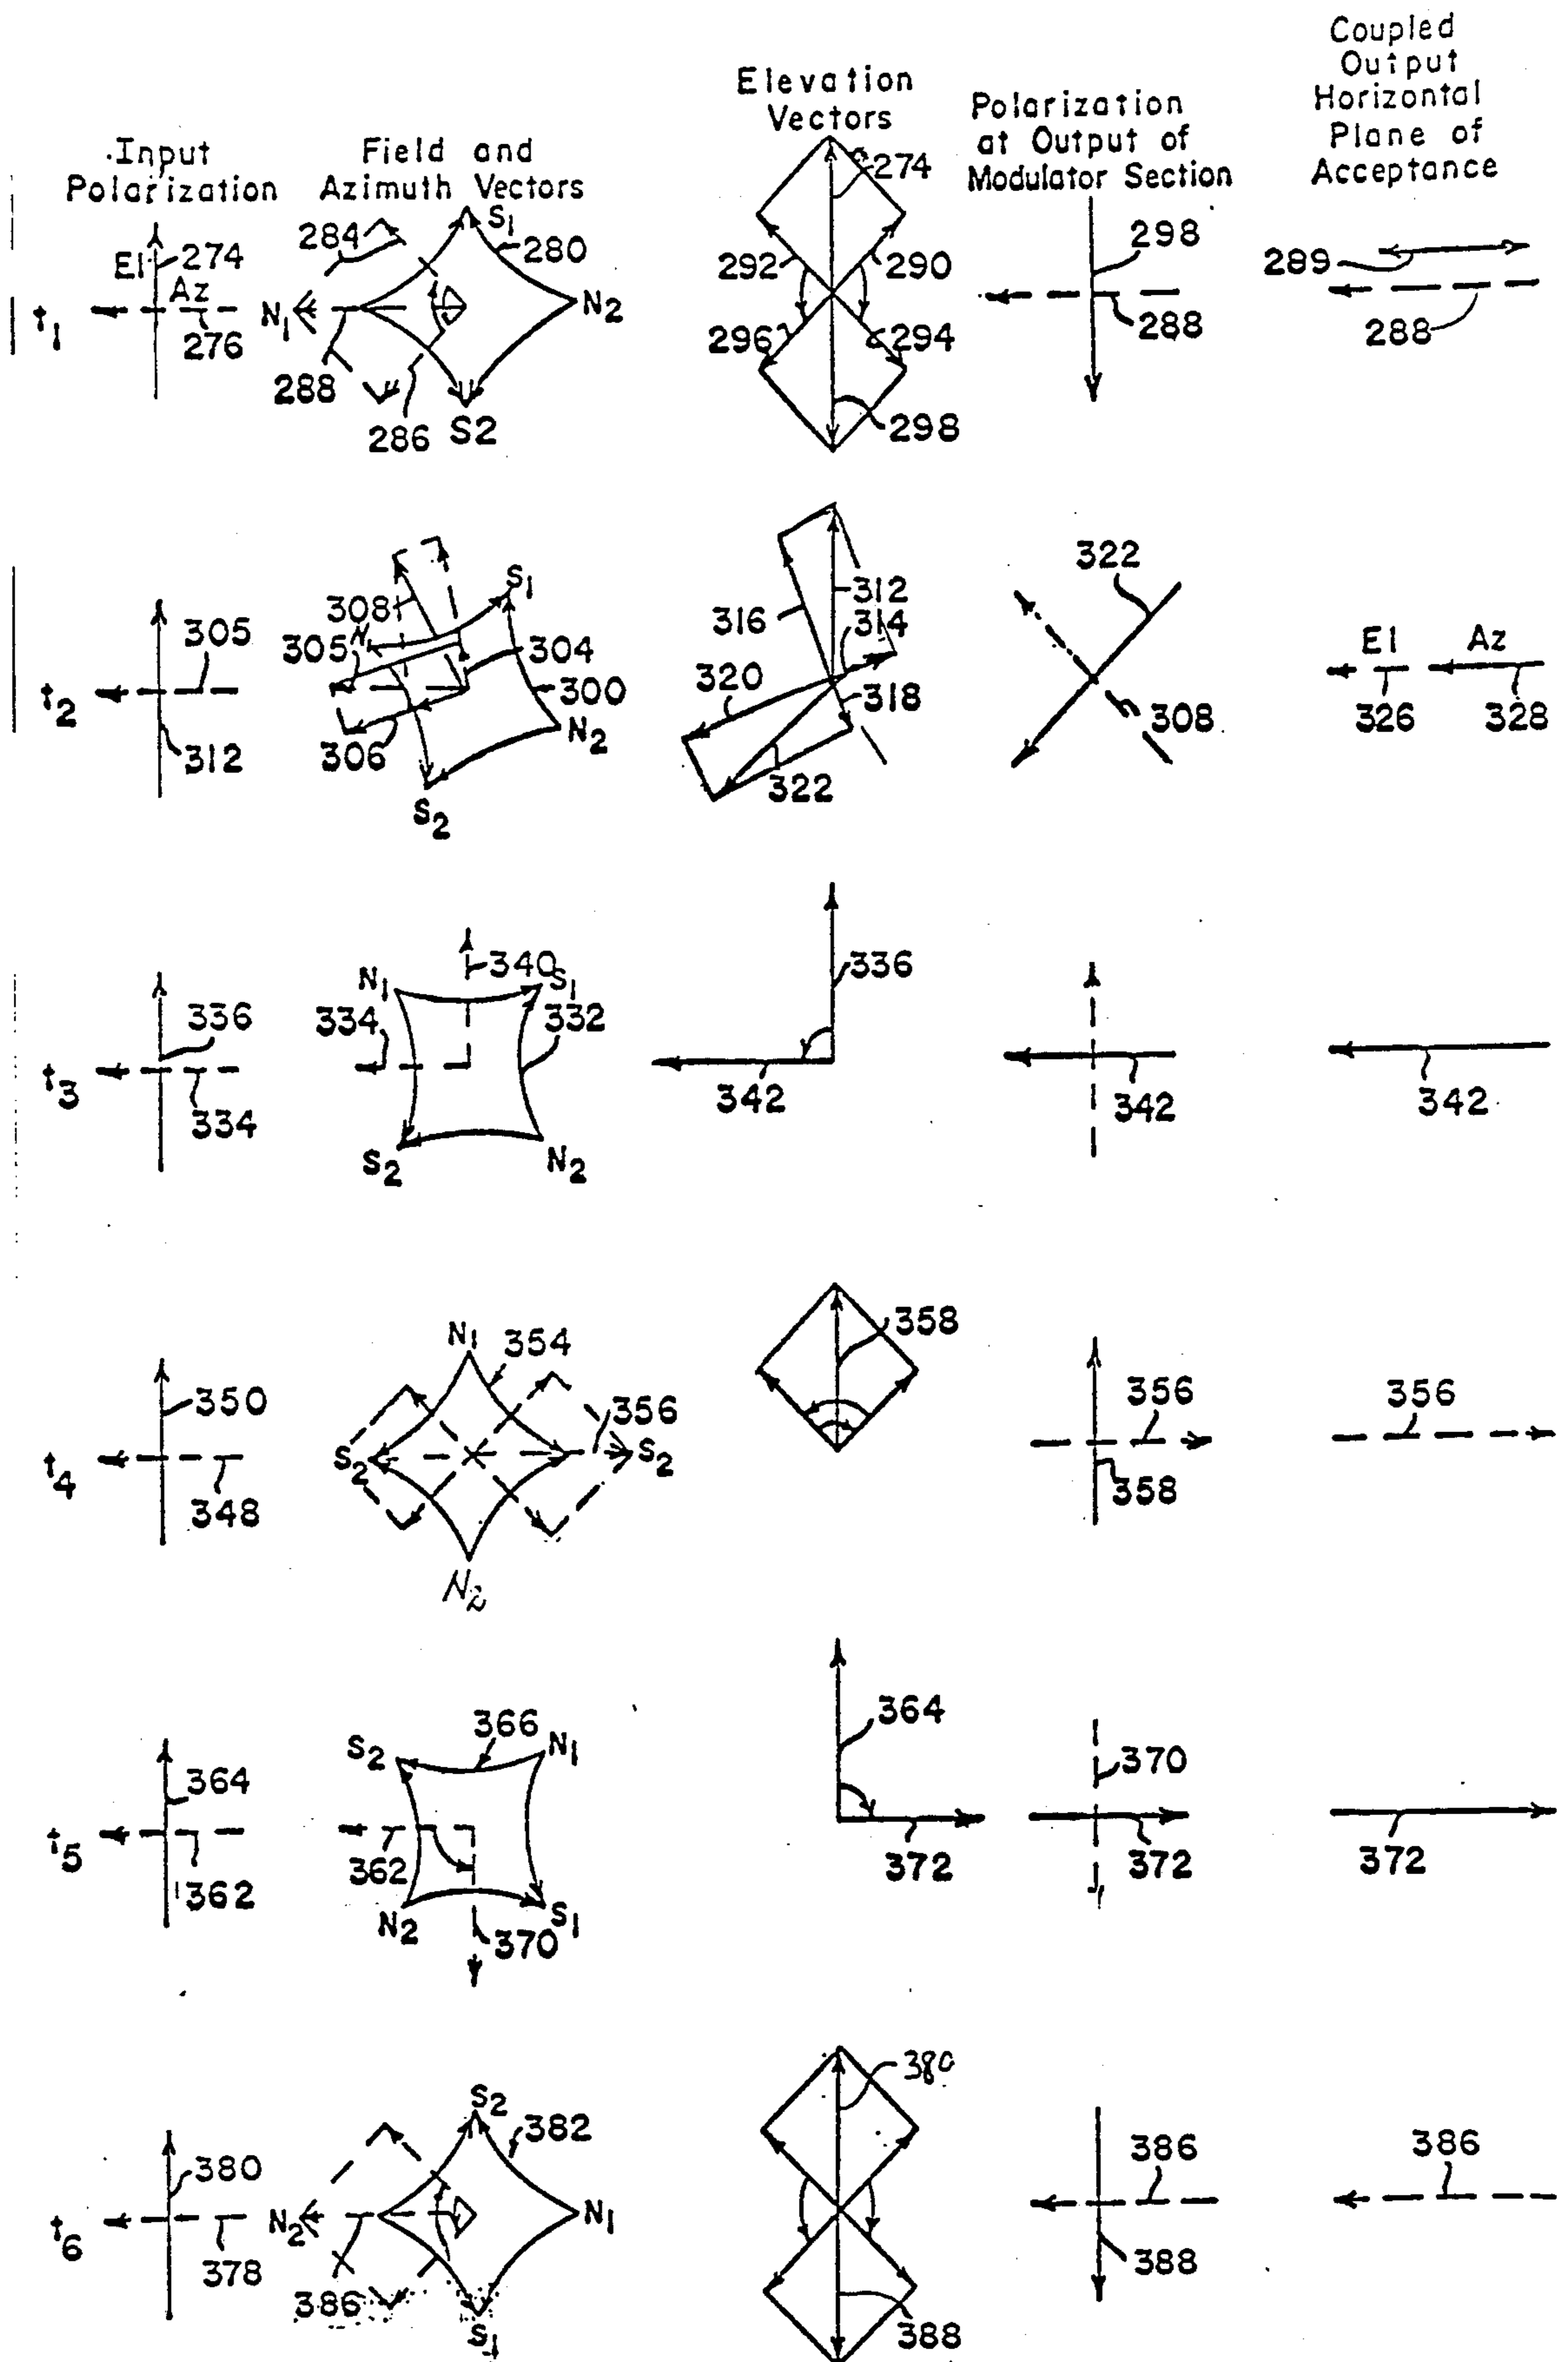 Input
Polarization
Field and
Azimuth Vectors
Elevation
Vectors
Polarization
at Output of
Modulator Section
Coupled
Output
Horizontal
Plane of
Acceptance
t1
El
274
Az
276
284
S1
280
N1
N2
288
286
S2
274
292
290
296
294
298
298
288
289
288
t2
305
312
308
S1
305
N
304
300
306
N2
S2
312
316
314
320
318
322
322
308
El
Az
326
328
t3
336
334
N1
340
S1
334
332
S2
N2
336
342
342
342
t4
350
348
N1
354
356
S2
S2
N2
358
356
358
356
t5
364
362
S2
366
N1
362
N2
S1
370
364
372
370
372
372
t6
380
378
S2
382
N2
N1
386
S1
380
388
386
388
386